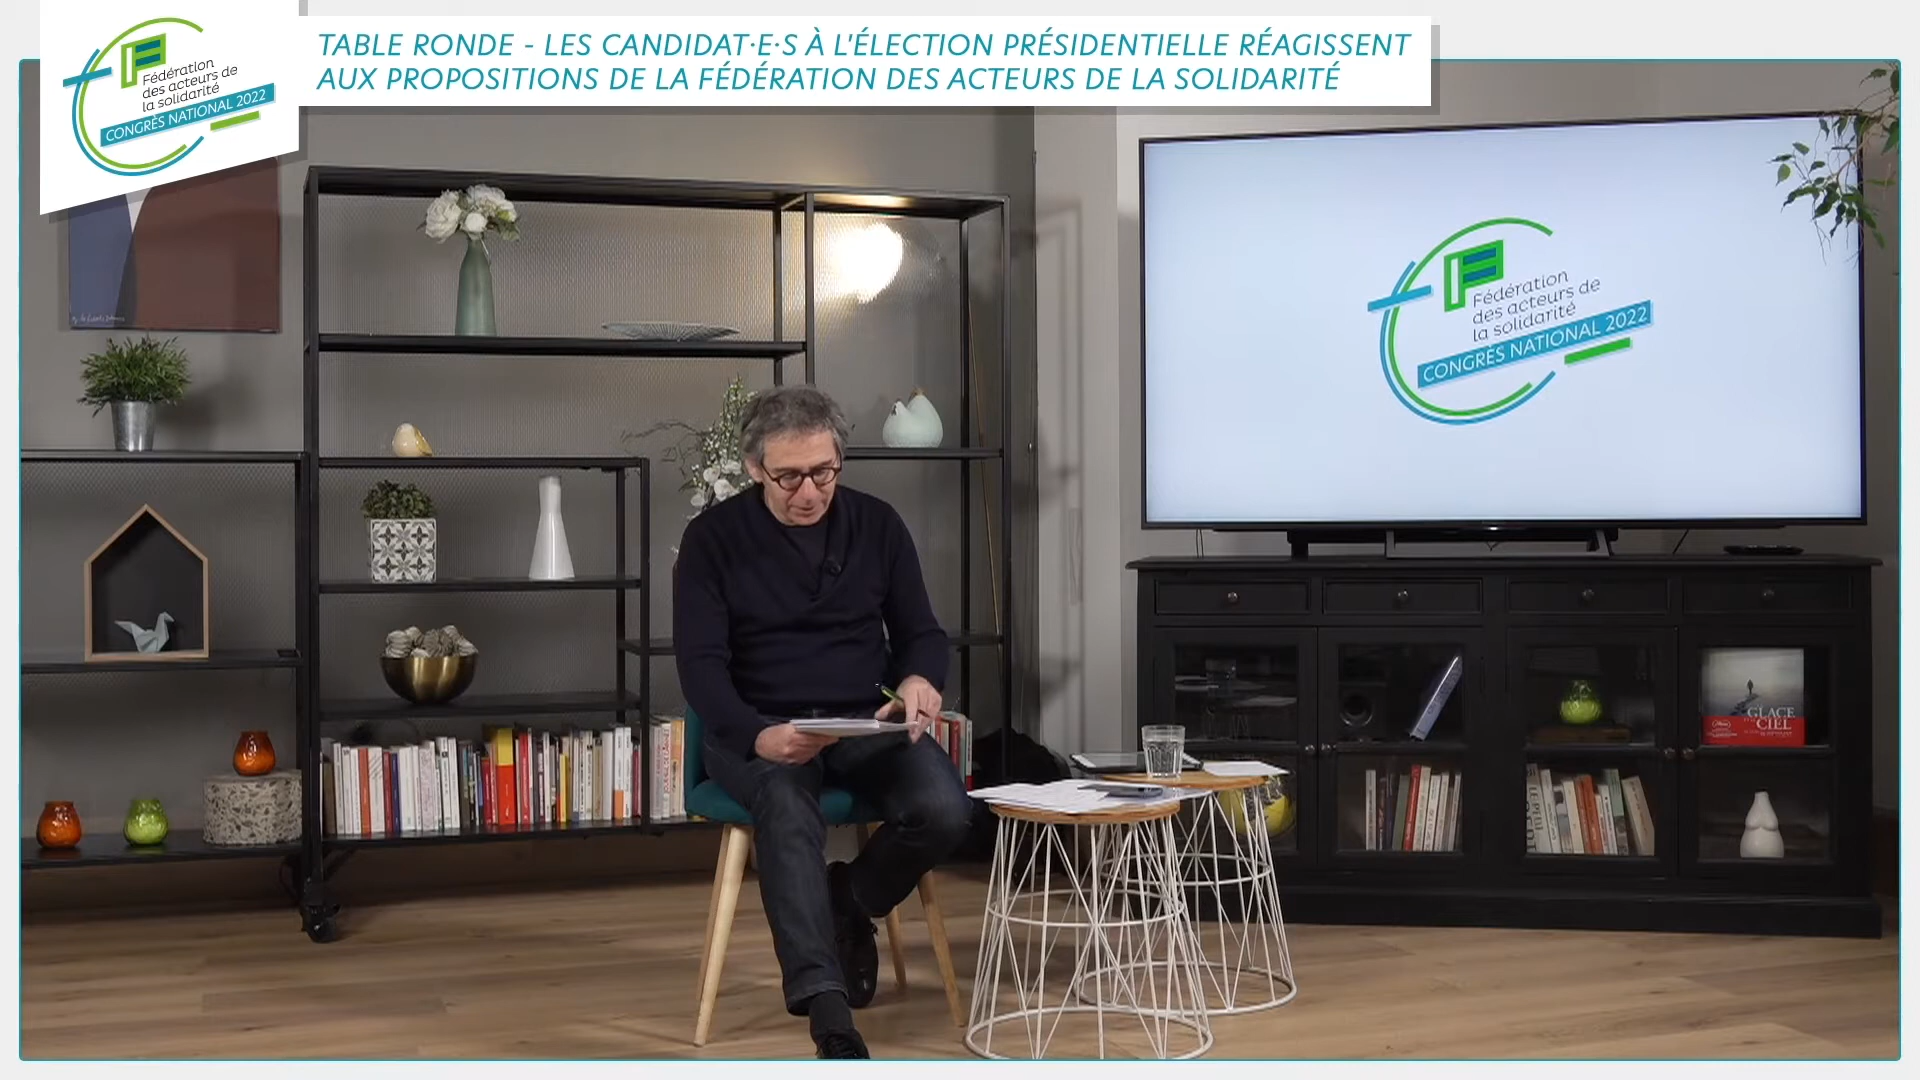 TABLE RONDE - LES CANDIDAT·E·S À L'ÉLECTION PRÉSIDENTIELLE RÉAGISSENT
AUX PROPOSITIONS DE LA FÉDÉRATION DES ACTEURS DE LA SOLIDARITÉ
Fédération
des acteurs de
la solidarité
CONGRÈS NATIONAL 2022
Fédération
des acteurs de
la solidarité
CONGRÈS NATIONAL 2022
GLACE
CIEL